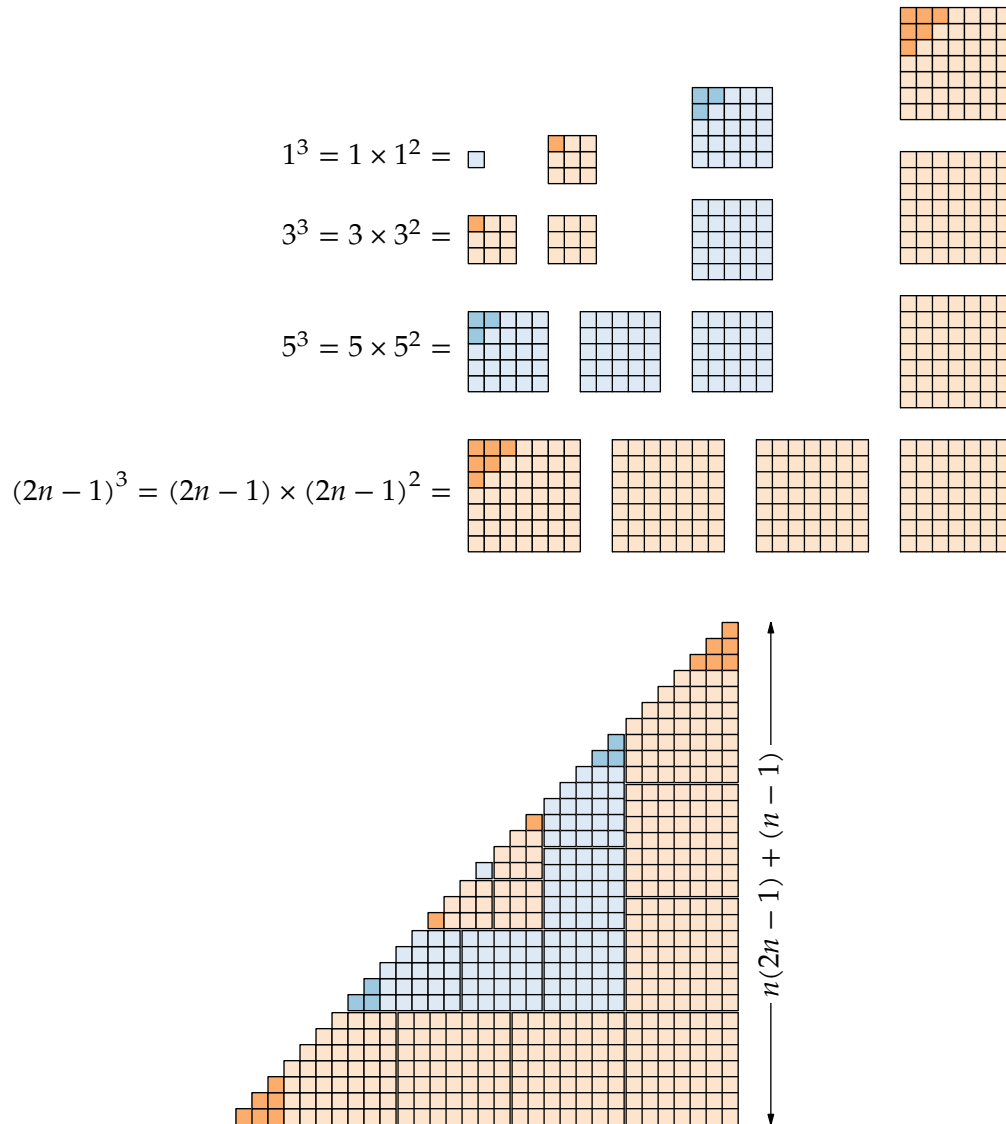 1³ = 1 × 1² =
3³ = 3 × 3² =
5³ = 5 × 5² =
(2n − 1)³ = (2n − 1) × (2n − 1)² =
n(2n − 1) + (n − 1)